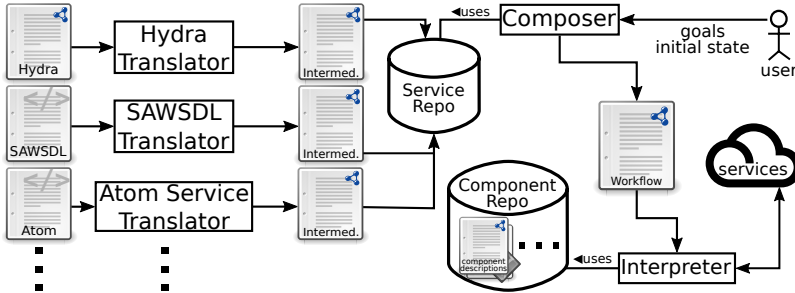 Hydra
Hydra
Translator
Intermed.
</>
SAWSDL
SAWSDL
Translator
Intermed.
</>
Atom
Atom Service
Translator
Intermed.
Service
Repo
◄uses
Composer
goals
initial state
user
Workflow
services
Component
Repo
component
descriptions
◄uses
Interpreter